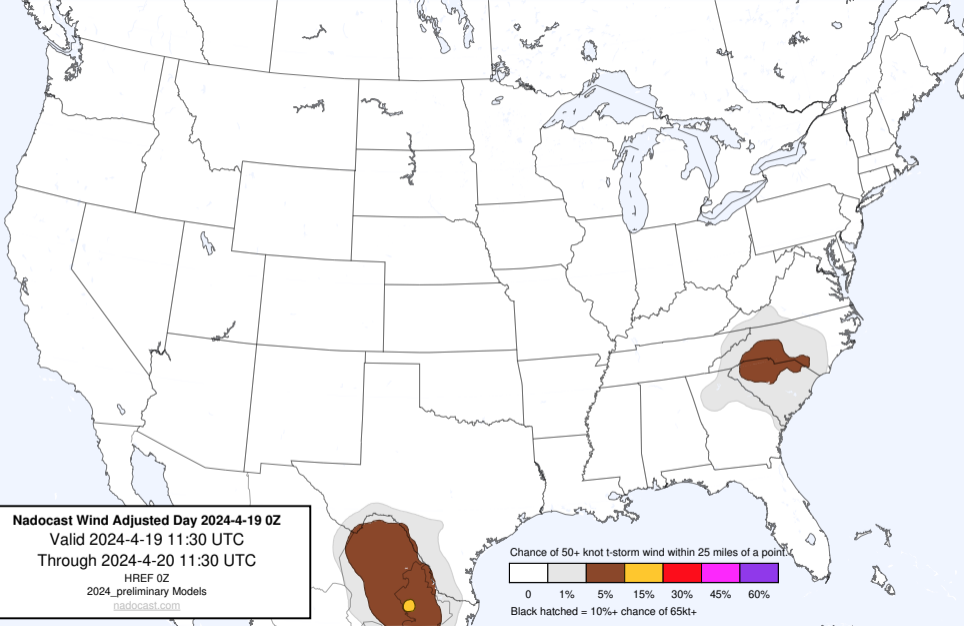 Nadocast Wind Adjusted Day 2024-4-19 0Z
Valid 2024-4-19 11:30 UTC
Through 2024-4-20 11:30 UTC
HREF 0Z
2024_preliminary Models
nadocast.com
Chance of 50+ knot t-storm wind within 25 miles of a point.
0 1% 5% 15% 30% 45% 60%
Black hatched = 10%+ chance of 65kt+